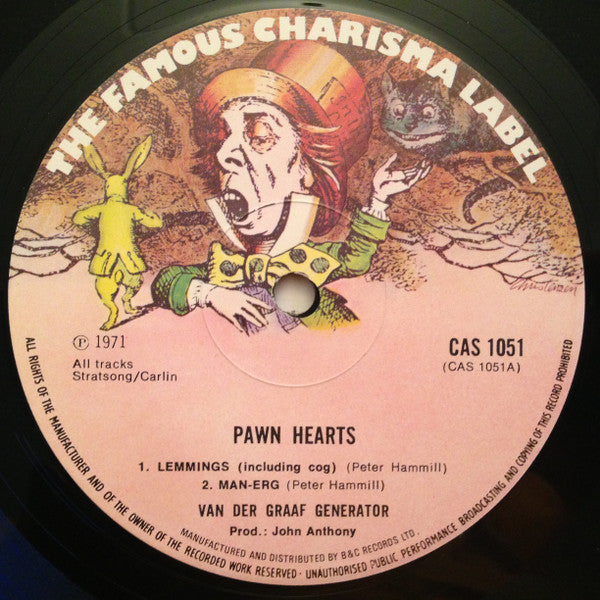 THE FAMOUS CHARISMA LABEL
Christensen
℗ 1971
All tracks
Stratsong/Carlin
CAS 1051
(CAS 1051A)
PAWN HEARTS
1. LEMMINGS (including cog) (Peter Hammill)
2. MAN-ERG (Peter Hammill)
VAN DER GRAAF GENERATOR
Prod.: John Anthony
MANUFACTURED AND DISTRIBUTED BY B&C RECORDS LTD.
ALL RIGHTS OF THE MANUFACTURER AND OF THE OWNER OF THE RECORDED WORK RESERVED · UNAUTHORISED PUBLIC PERFORMANCE BROADCASTING AND COPYING OF THIS RECORD PROHIBITED